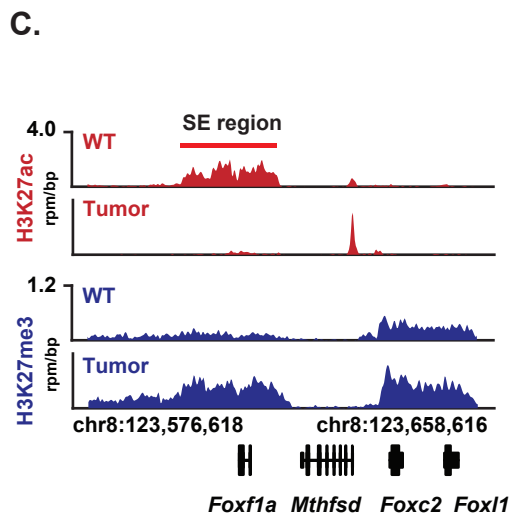 C.
SE region
4.0
WT
H3K27ac
rpm/bp
Tumor
1.2
WT
H3K27me3
rpm/bp
Tumor
chr8:123,576,618 chr8:123,658,616
Foxf1a Mthfsd Foxc2 Foxl1